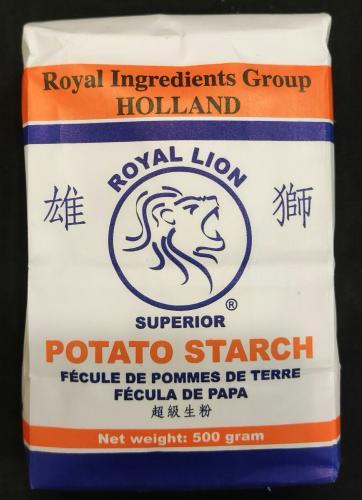 Royal Ingredients Group
HOLLAND
ROYAL LION
雄 獅
®
SUPERIOR
POTATO STARCH
FÉCULE DE POMMES DE TERRE
FÉCULA DE PAPA
超級生粉
Net weight: 500 gram